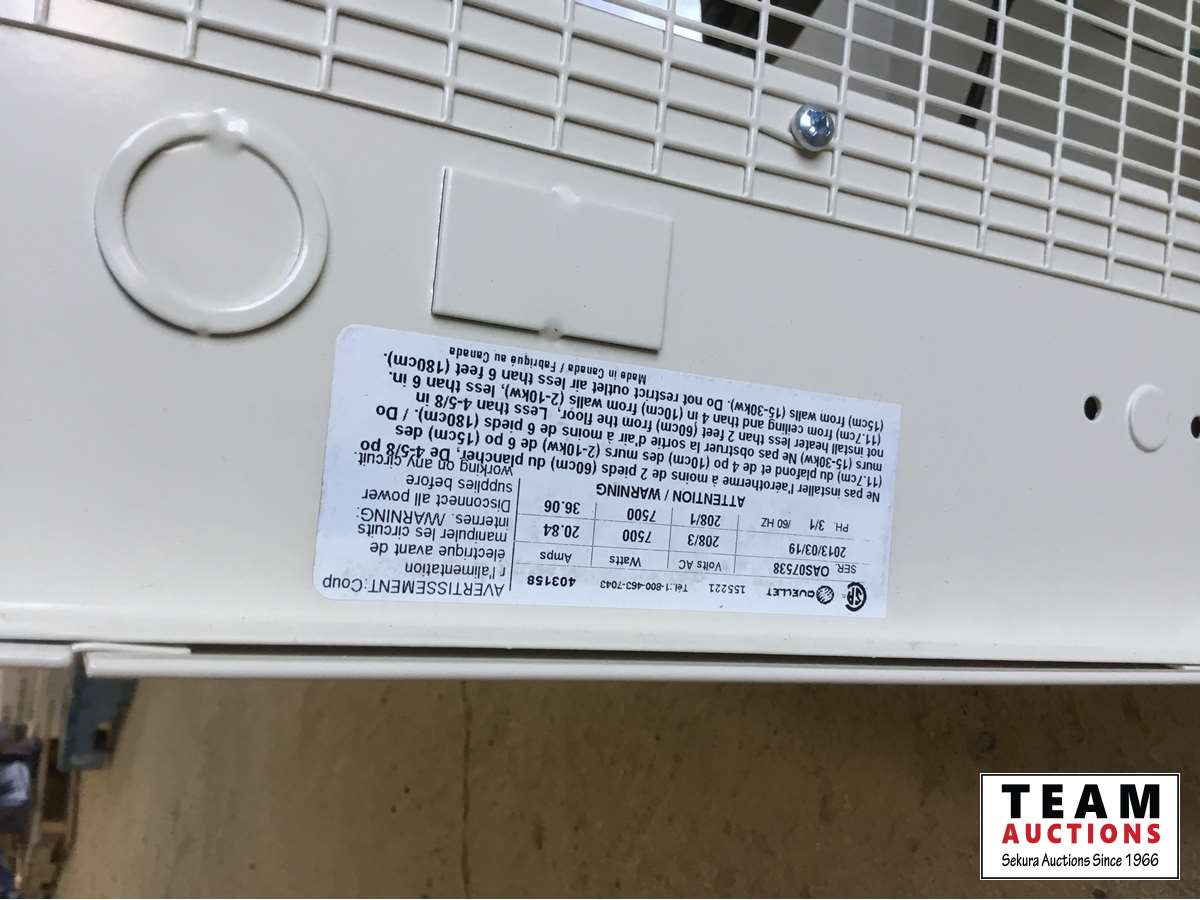 OUELLET 155221 Tél.:1-800-463-7043 403158
SER: OAS07538 Volts AC Watts Amps
2013/03/19 208/3 7500 20.84
PH. 3/1 /60 HZ 208/1 7500 36.06
AVERTISSEMENT:Coup
r l'alimentation
électrique avant de
manipuler les circuits
internes. /WARNING:
Disconnect all power
supplies before
working on any circuit.
ATTENTION / WARNING
Ne pas installer l'aérotherme à moins de 2 pieds (60cm) du plancher, De 4-5/8 po
(11.7cm) du plafond et de 4 po (10cm) des murs (2-10kw) de 6 po (15cm) des
murs (15-30kw) Ne pas obstruer la sortie d'air à moins de 6 pieds (180cm). / Do
not install heater less than 2 feet (60cm) from the floor, Less than 4-5/8 in
(11.7cm) from ceiling and than 4 in (10cm) from walls (2-10kw), less than 6 in.
(15cm) from walls (15-30kw). Do not restrict outlet air less than 6 feet (180cm).
Made in Canada / Fabriqué au Canada
TEAM
AUCTIONS
Sekura Auctions Since 1966